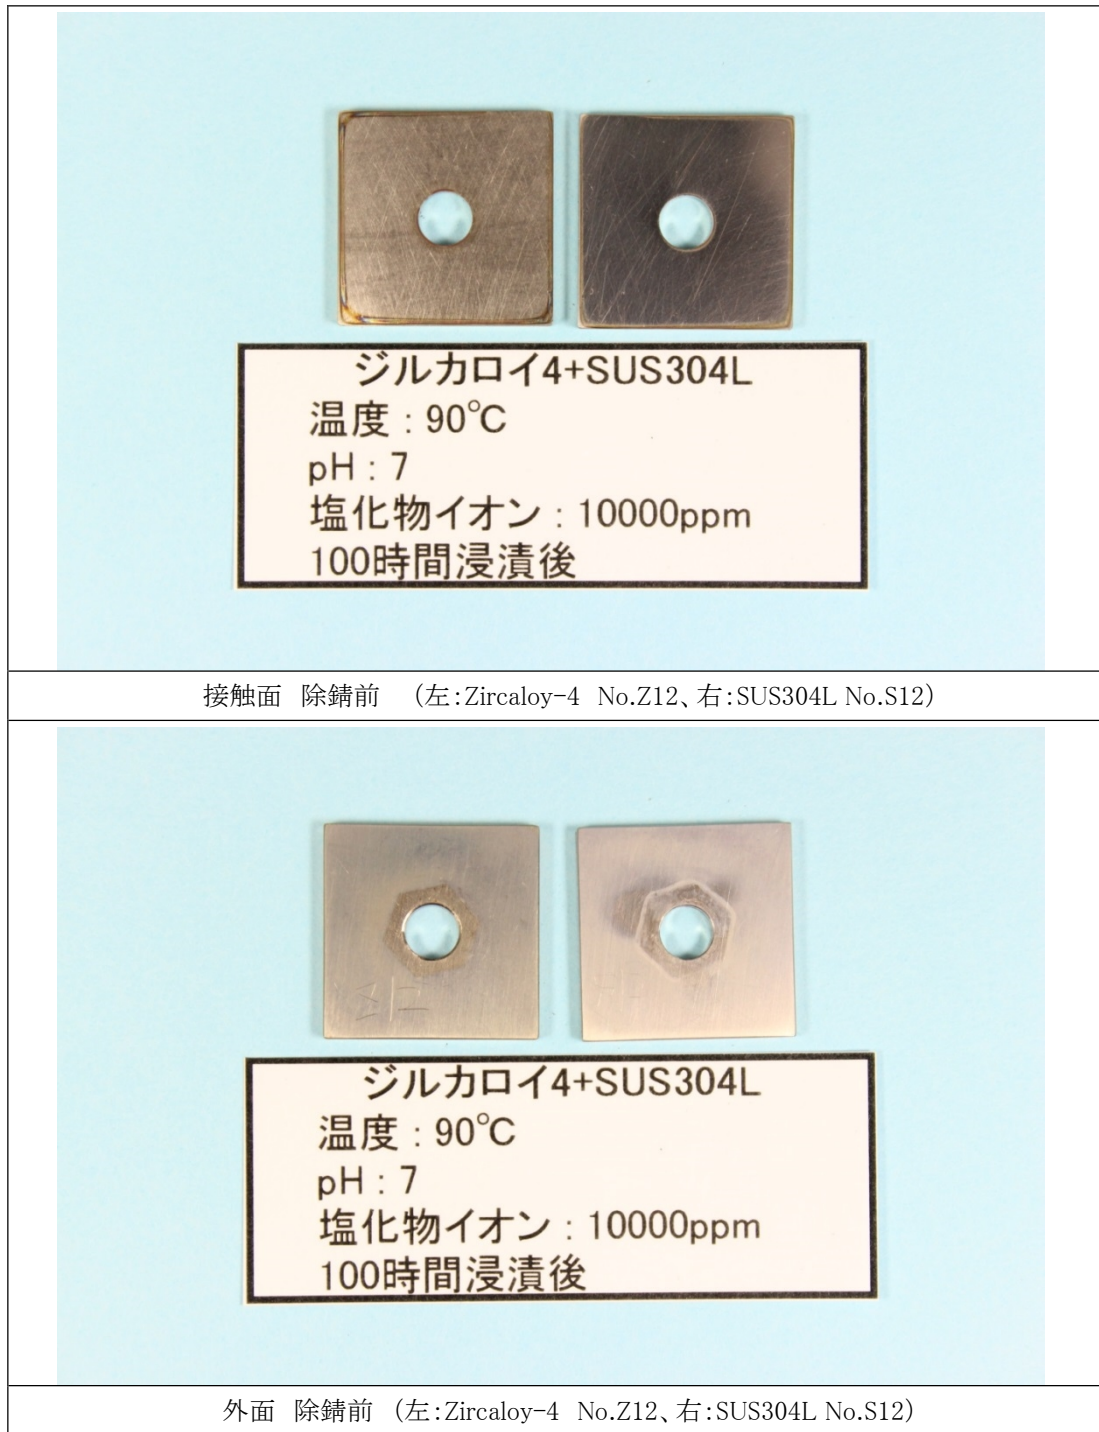 ジルカロイ4+SUS304L
温度：90℃
pH：7
塩化物イオン：10000ppm
100時間浸漬後
接触面 除錆前 （左：Zircaloy-4 No.Z12、右：SUS304L No.S12）
Z12
ジルカロイ4+SUS304L
温度：90℃
pH：7
塩化物イオン：10000ppm
100時間浸漬後
外面 除錆前 （左：Zircaloy-4 No.Z12、右：SUS304L No.S12）